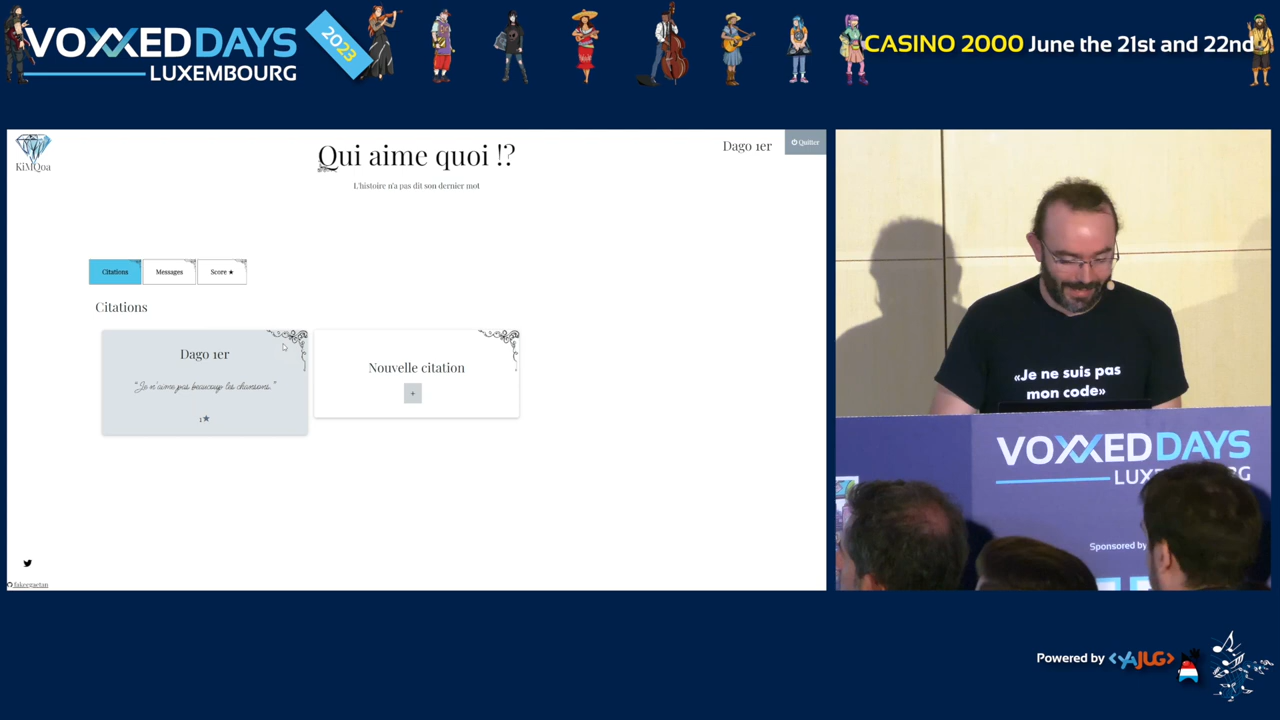 VOXXED DAYS
LUXEMBOURG
2023
CASINO 2000 June the 21st and 22nd
KiMQoa
Qui aime quoi !?
L'histoire n'a pas dit son dernier mot
Dago 1er
Quitter
Citations
Messages
Score ★
Citations
Dago 1er
"Je n'aime pas beaucoup les chansons."
1★
Nouvelle citation
+
fakeegaetan
«Je ne suis pas
mon code»
VOXXED DAYS
LUX
RG
Sponsored by
Powered by <YAJUG>